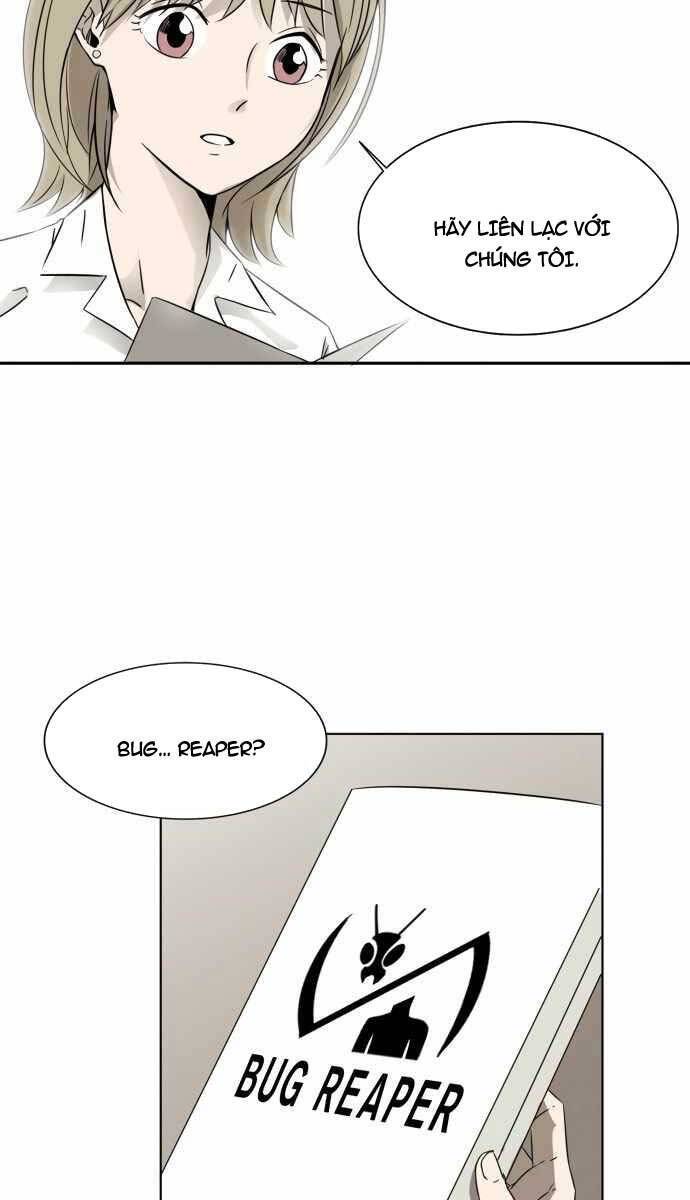 HÃY LIÊN LẠC VỚI
CHÚNG TÔI.
BUG... REAPER?
BUG REAPER